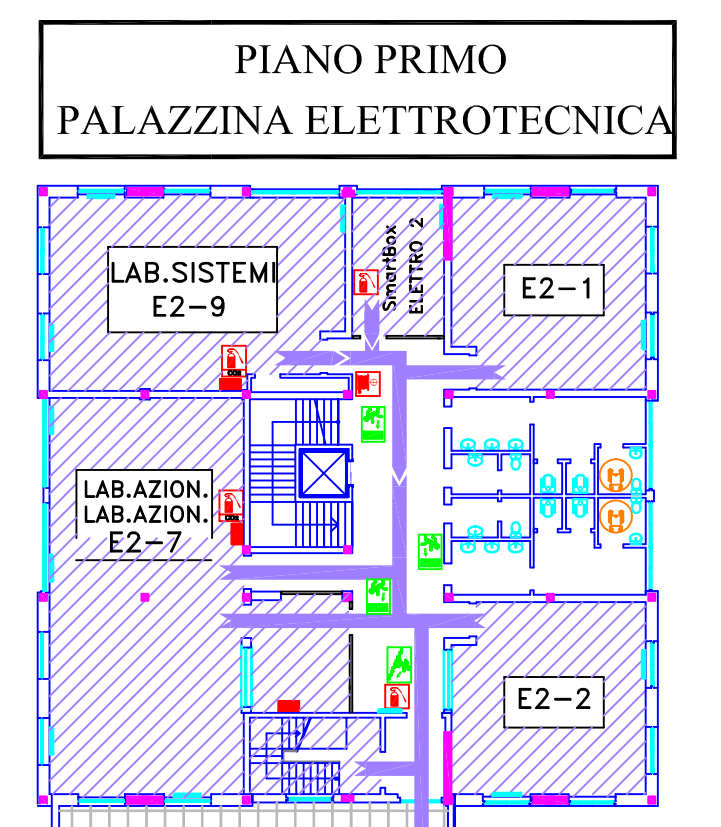 PIANO PRIMO
PALAZZINA ELETTROTECNICA
LAB.SISTEMI
E2-9
SmartBox
ELETTRO 2
E2-1
LAB.AZION.
LAB.AZION.
E2-7
E2-2